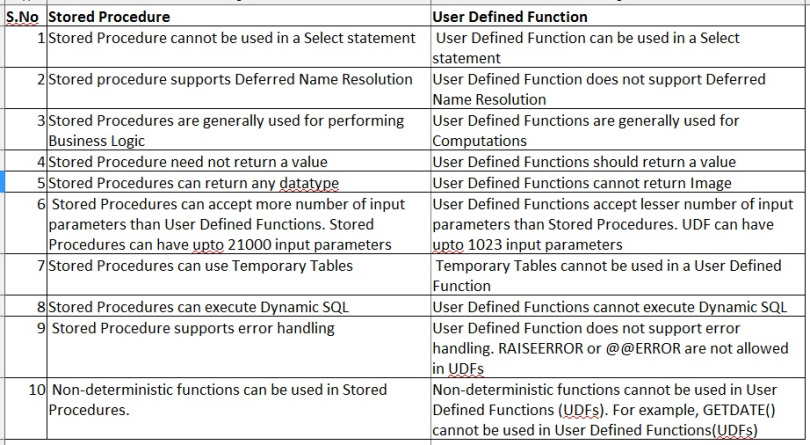 S.No Stored Procedure User Defined Function
1 Stored Procedure cannot be used in a Select statement User Defined Function can be used in a Select
statement
2 Stored procedure supports Deferred Name Resolution User Defined Function does not support Deferred
Name Resolution
3 Stored Procedures are generally used for performing User Defined Functions are generally used for
Business Logic Computations
4 Stored Procedure need not return a value User Defined Functions should return a value
5 Stored Procedures can return any datatype User Defined Functions cannot return Image
6 Stored Procedures can accept more number of input User Defined Functions accept lesser number of input
parameters than User Defined Functions. Stored parameters than Stored Procedures. UDF can have
Procedures can have upto 21000 input parameters upto 1023 input parameters
7 Stored Procedures can use Temporary Tables Temporary Tables cannot be used in a User Defined
Function
8 Stored Procedures can execute Dynamic SQL User Defined Functions cannot execute Dynamic SQL
9 Stored Procedure supports error handling User Defined Function does not support error
handling. RAISEERROR or @@ERROR are not allowed
in UDFs
10 Non-deterministic functions can be used in Stored Non-deterministic functions cannot be used in User
Procedures. Defined Functions (UDFs). For example, GETDATE()
cannot be used in User Defined Functions(UDFs)